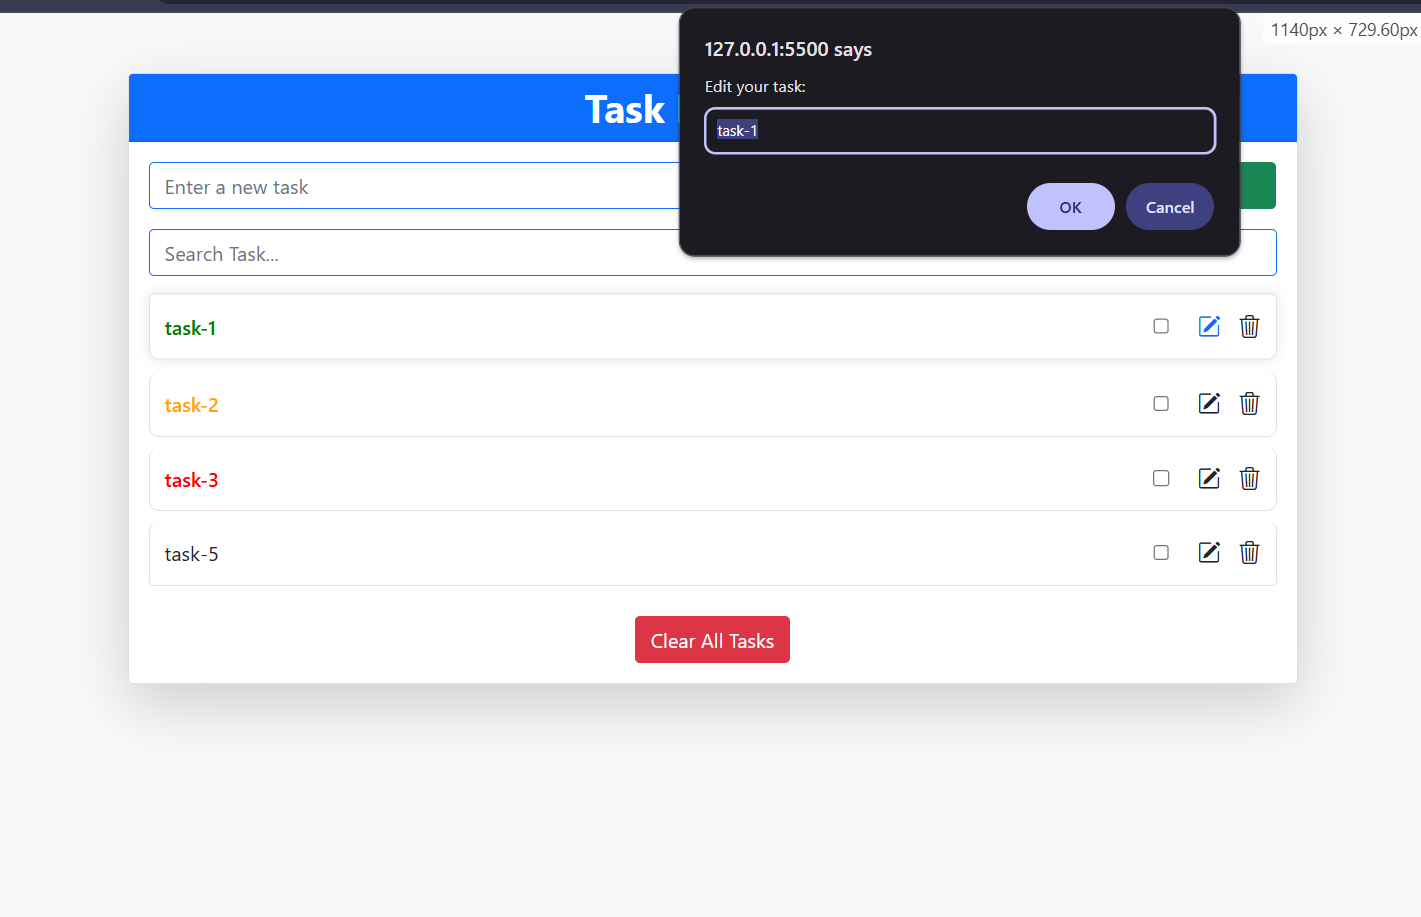 1140px × 729.60px
127.0.0.1:5500 says
Edit your task:
task-1
OK
Cancel
Task
Enter a new task
Search Task...
task-1
task-2
task-3
task-5
Clear All Tasks